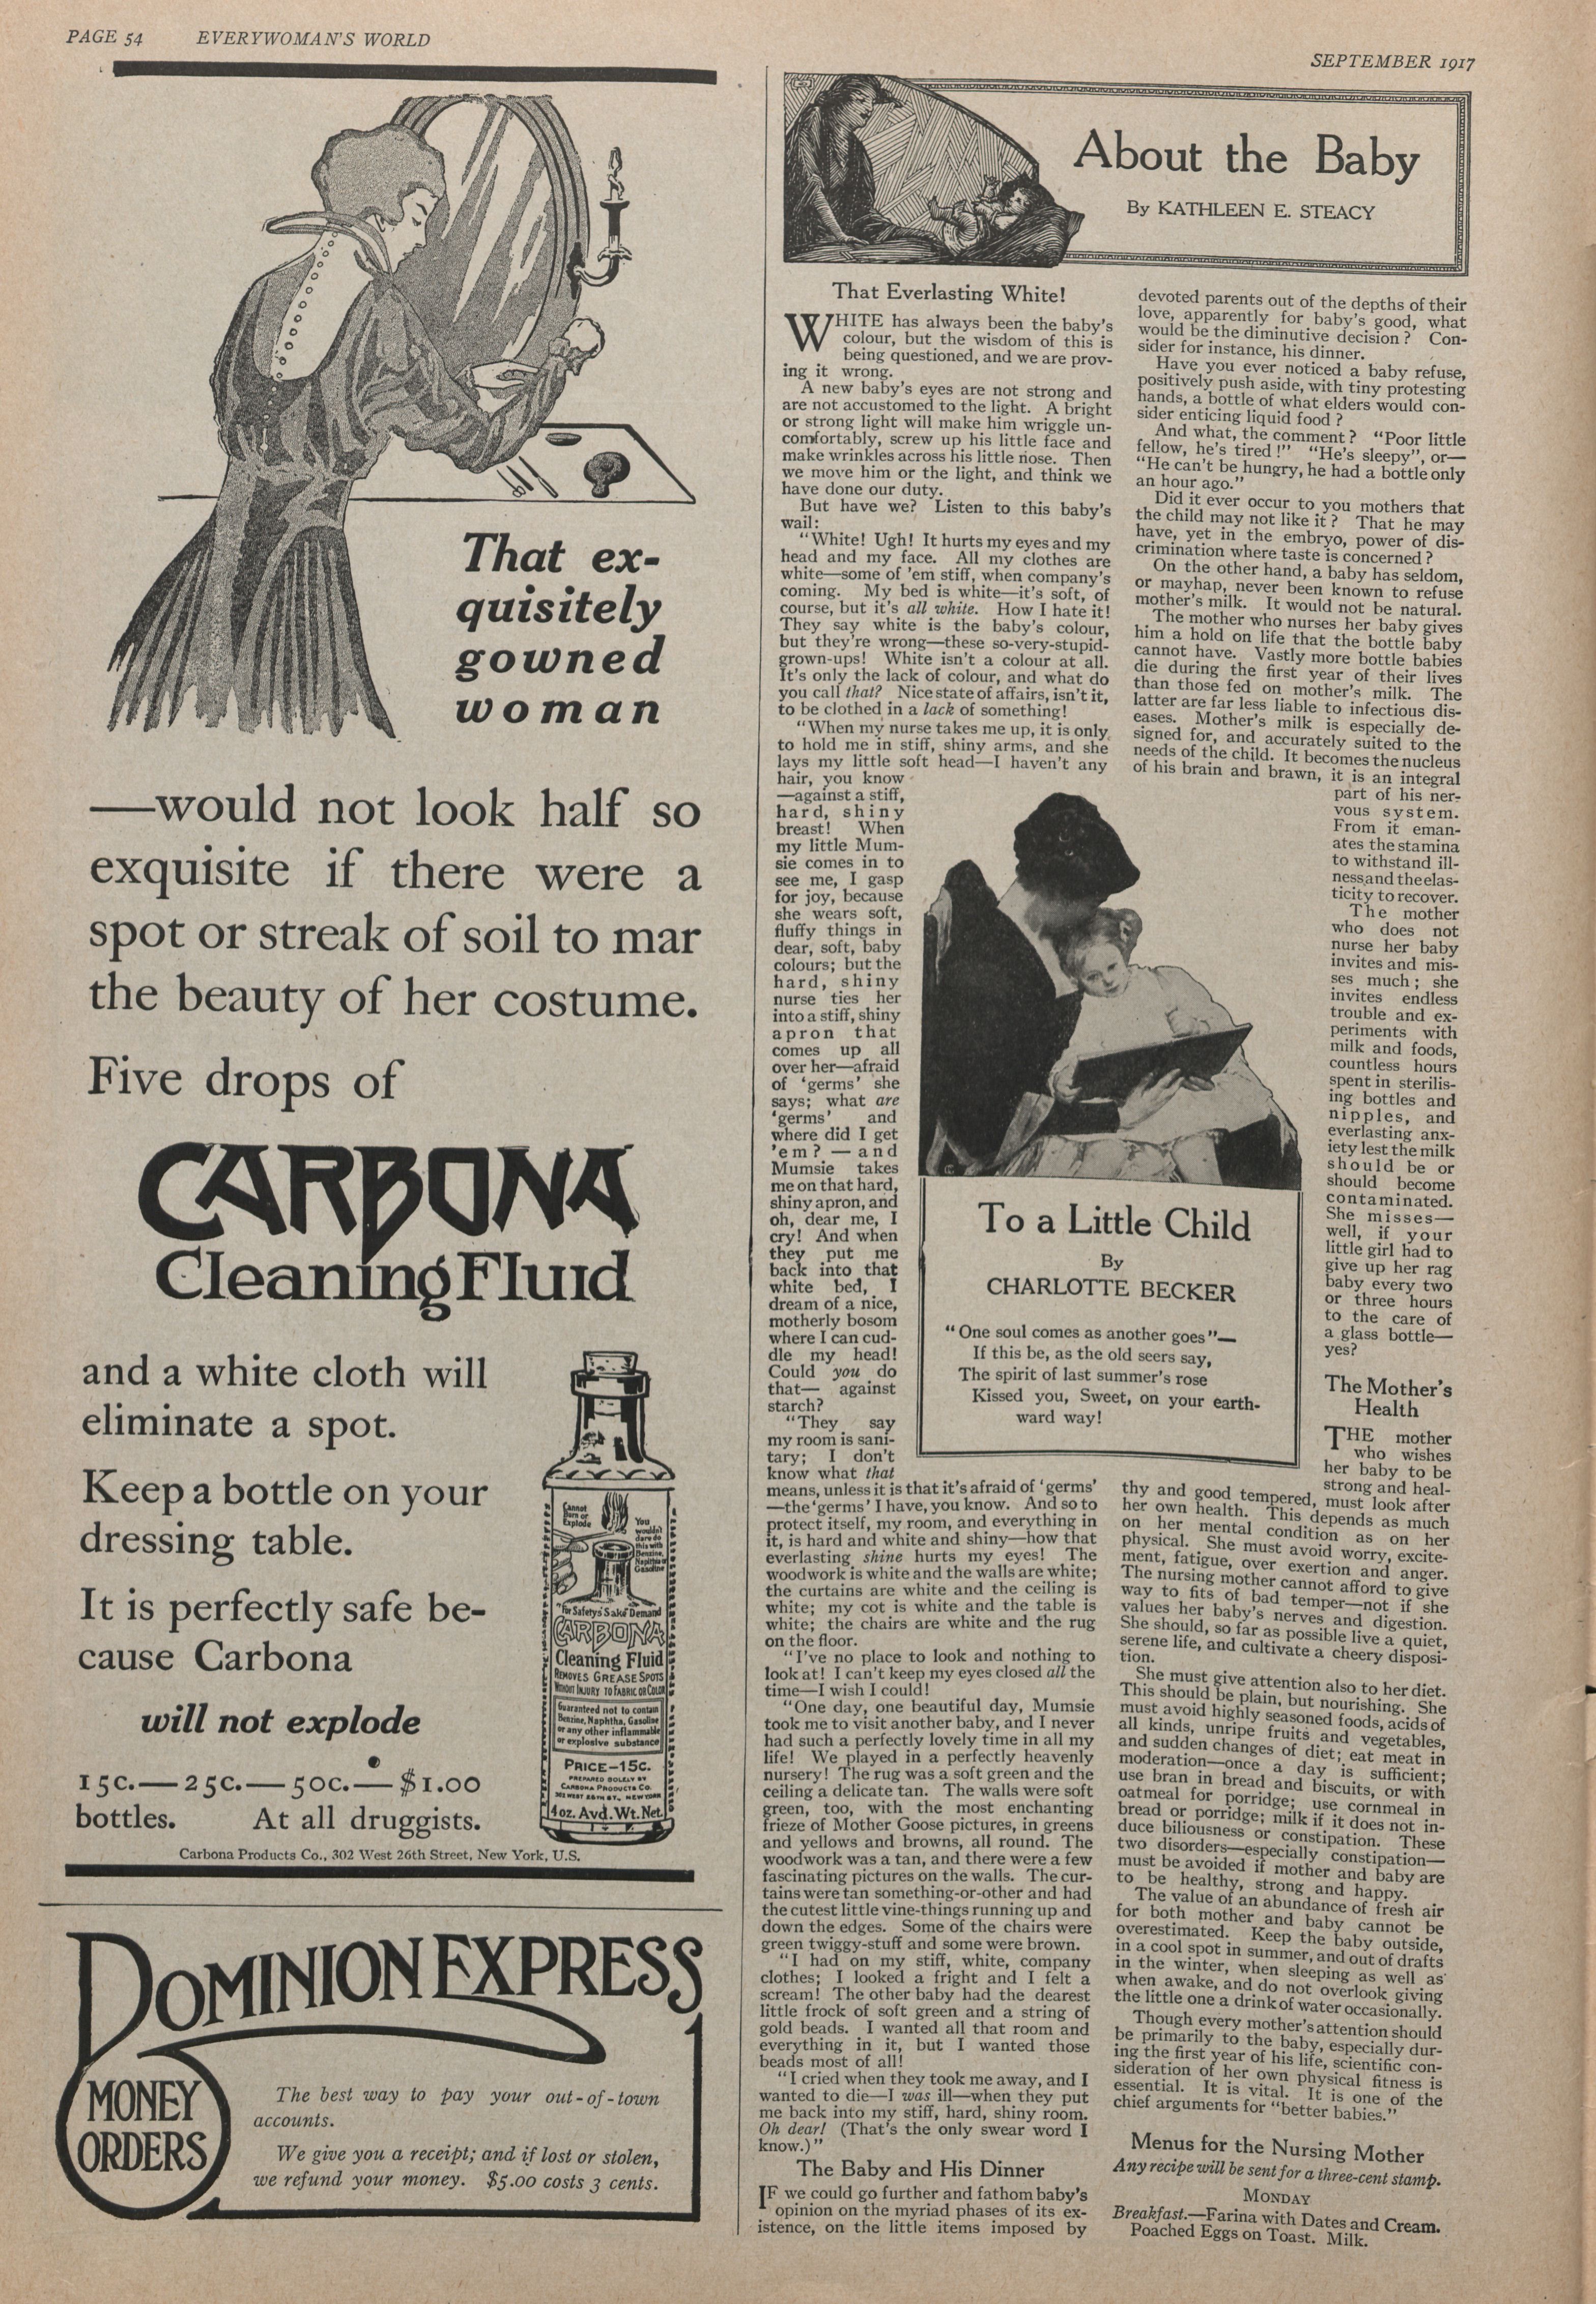 PAGE 54 EVERYWOMAN'S WORLD
SEPTEMBER 1917
That ex-
quisitely
gowned
woman
—would not look half so
exquisite if there were a
spot or streak of soil to mar
the beauty of her costume.
Five drops of
CARBONA
Cleaning Fluid
and a white cloth will
eliminate a spot.
Keep a bottle on your
dressing table.
It is perfectly safe be-
cause Carbona
will not explode
15c.—25c.—50c.—$1.00
bottles. At all druggists.
Cannot
Burn or
Explode
You
wouldn't
dare do
this with
Benzine,
Naphtha or
Gasoline
"For Safety's Sake" Demand
CARBONA
Cleaning Fluid
REMOVES GREASE SPOTS
WITHOUT INJURY TO FABRIC OR COLOR
Guaranteed not to contain
Benzine, Naphtha, Gasoline
or any other inflammable
or explosive substance
PRICE—15c.
PREPARED SOLELY BY
CARBONA PRODUCTS CO.
302 WEST 26TH ST., NEW YORK
4 oz. Avd. Wt. Net.
Carbona Products Co., 302 West 26th Street, New York, U.S.
DOMINION EXPRESS
MONEY
ORDERS
The best way to pay your out-of-town
accounts.
We give you a receipt; and if lost or stolen,
we refund your money. $5.00 costs 3 cents.
About the Baby
By KATHLEEN E. STEACY
That Everlasting White!
WHITE has always been the baby's
colour, but the wisdom of this is
being questioned, and we are prov-
ing it wrong.
A new baby's eyes are not strong and
are not accustomed to the light. A bright
or strong light will make him wriggle un-
comfortably, screw up his little face and
make wrinkles across his little nose. Then
we move him or the light, and think we
have done our duty.
But have we? Listen to this baby's
wail:
"White! Ugh! It hurts my eyes and my
head and my face. All my clothes are
white—some of 'em stiff, when company's
coming. My bed is white—it's soft, of
course, but it's all white. How I hate it!
They say white is the baby's colour,
but they're wrong—these so-very-stupid-
grown-ups! White isn't a colour at all.
It's only the lack of colour, and what do
you call that? Nice state of affairs, isn't it,
to be clothed in a lack of something!
"When my nurse takes me up, it is only
to hold me in stiff, shiny arms, and she
lays my little soft head—I haven't any
hair, you know
—against a stiff,
hard, shiny
breast! When
my little Mum-
sie comes in to
see me, I gasp
for joy, because
she wears soft,
fluffy things in
dear, soft, baby
colours; but the
hard, shiny
nurse ties her
into a stiff, shiny
apron that
comes up all
over her—afraid
of 'germs' she
says; what are
'germs' and
where did I get
'em?—and
Mumsie takes
me on that hard,
shiny apron, and
oh, dear me, I
cry! And when
they put me
back into that
white bed, I
dream of a nice,
motherly bosom
where I can cud-
dle my head!
Could you do
that— against
starch?
"They say
my room is sani-
tary; I don't
know what that
means, unless it is that it's afraid of 'germs'
—the 'germs' I have, you know. And so to
protect itself, my room, and everything in
it, is hard and white and shiny—how that
everlasting shine hurts my eyes! The
woodwork is white and the walls are white;
the curtains are white and the ceiling is
white; my cot is white and the table is
white; the chairs are white and the rug
on the floor.
"I've no place to look and nothing to
look at! I can't keep my eyes closed all the
time—I wish I could!
"One day, one beautiful day, Mumsie
took me to visit another baby, and I never
had such a perfectly lovely time in all my
life! We played in a perfectly heavenly
nursery! The rug was a soft green and the
ceiling a delicate tan. The walls were soft
green, too, with the most enchanting
frieze of Mother Goose pictures, in greens
and yellows and browns, all round. The
woodwork was a tan, and there were a few
fascinating pictures on the walls. The cur-
tains were tan something-or-other and had
the cutest little vine-things running up and
down the edges. Some of the chairs were
green twiggy-stuff and some were brown.
"I had on my stiff, white, company
clothes; I looked a fright and I felt a
scream! The other baby had the dearest
little frock of soft green and a string of
gold beads. I wanted all that room and
everything in it, but I wanted those
beads most of all!
"I cried when they took me away, and I
wanted to die—I was ill—when they put
me back into my stiff, hard, shiny room.
Oh dear! (That's the only swear word I
know.)"
The Baby and His Dinner
IF we could go further and fathom baby's
opinion on the myriad phases of its ex-
istence, on the little items imposed by
devoted parents out of the depths of their
love, apparently for baby's good, what
would be the diminutive decision? Con-
sider for instance, his dinner.
Have you ever noticed a baby refuse,
positively push aside, with tiny protesting
hands, a bottle of what elders would con-
sider enticing liquid food?
And what, the comment? "Poor little
fellow, he's tired!" "He's sleepy", or—
"He can't be hungry, he had a bottle only
an hour ago."
Did it ever occur to you mothers that
the child may not like it? That he may
have, yet in the embryo, power of dis-
crimination where taste is concerned?
On the other hand, a baby has seldom,
or mayhap, never been known to refuse
mother's milk. It would not be natural.
The mother who nurses her baby gives
him a hold on life that the bottle baby
cannot have. Vastly more bottle babies
die during the first year of their lives
than those fed on mother's milk. The
latter are far less liable to infectious dis-
eases. Mother's milk is especially de-
signed for, and accurately suited to the
needs of the child. It becomes the nucleus
of his brain and brawn, it is an integral
part of his ner-
vous system.
From it eman-
ates the stamina
to withstand ill-
ness, and the elas-
ticity to recover.
The mother
who does not
nurse her baby
invites and mis-
ses much; she
invites endless
trouble and ex-
periments with
milk and foods,
countless hours
spent in sterilis-
ing bottles and
nipples, and
everlasting anx-
iety lest the milk
should be or
should become
contaminated.
She misses—
well, if your
little girl had to
give up her rag
baby every two
or three hours
to the care of
a glass bottle—
yes?
To a Little Child
By
CHARLOTTE BECKER
"One soul comes as another goes"—
If this be, as the old seers say,
The spirit of last summer's rose
Kissed you, Sweet, on your earth-
ward way!
The Mother's
Health
THE mother
who wishes
her baby to be
strong and heal-
thy and good tempered, must look after
her own health. This depends as much
on her mental condition as on her
physical. She must avoid worry, excite-
ment, fatigue, over exertion and anger.
The nursing mother cannot afford to give
way to fits of bad temper—not if she
values her baby's nerves and digestion.
She should, so far as possible live a quiet,
serene life, and cultivate a cheery disposi-
tion.
She must give attention also to her diet.
This should be plain, but nourishing. She
must avoid highly seasoned foods, acids of
all kinds, unripe fruits and vegetables,
and sudden changes of diet; eat meat in
moderation—once a day is sufficient;
use bran in bread and biscuits, or with
oatmeal for porridge; use cornmeal in
bread or porridge; milk if it does not in-
duce biliousness or constipation. These
two disorders—especially constipation—
must be avoided if mother and baby are
to be healthy, strong and happy.
The value of an abundance of fresh air
for both mother and baby cannot be
overestimated. Keep the baby outside,
in a cool spot in summer, and out of drafts
in the winter, when sleeping as well as
when awake, and do not overlook giving
the little one a drink of water occasionally.
Though every mother's attention should
be primarily to the baby, especially dur-
ing the first year of his life, scientific con-
sideration of her own physical fitness is
essential. It is vital. It is one of the
chief arguments for "better babies."
Menus for the Nursing Mother
Any recipe will be sent for a three-cent stamp.
MONDAY
Breakfast.—Farina with Dates and Cream.
Poached Eggs on Toast. Milk.